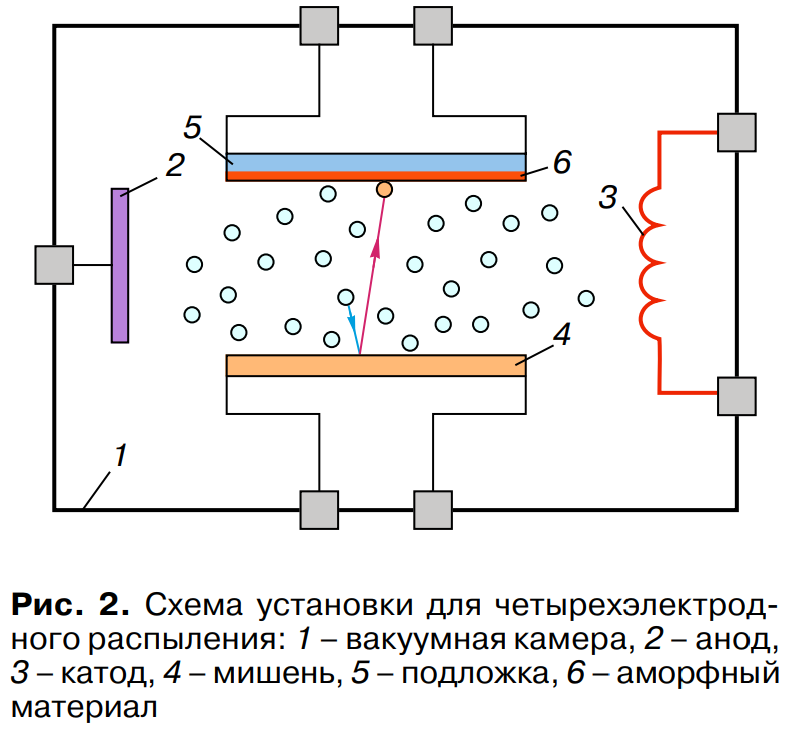 5
6
2
3
4
1
Рис. 2. Схема установки для четырехэлектрод-
ного распыления: 1 – вакуумная камера, 2 – анод,
3 – катод, 4 – мишень, 5 – подложка, 6 – аморфный
материал